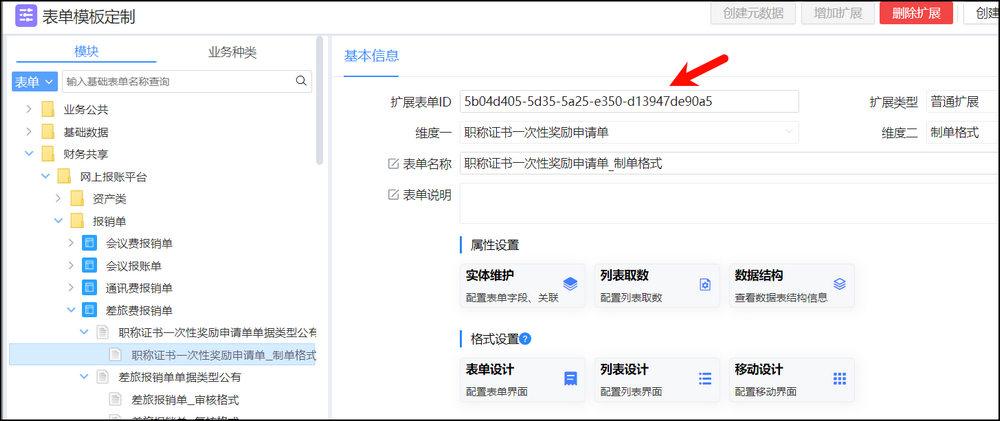 表单模板定制
创建元数据 增加扩展 删除扩展
模块 业务种类
表单 输入基础表单名称查询
业务公共
基础数据
财务共享
网上报账平台
资产类
报销单
会议费报销单
会议报账单
通讯费报销单
差旅费报销单
职称证书一次性奖励申请单单据类型公有
职称证书一次性奖励申请单_制单格式
差旅报销单单据类型公有
差旅报销单_审核格式
基本信息
扩展表单ID 5b04d405-5d35-5a25-e350-d13947de90a5 扩展类型 普通扩展
维度一 职称证书一次性奖励申请单 维度二 制单格式
表单名称 职称证书一次性奖励申请单_制单格式
表单说明
属性设置
实体维护 列表取数 数据结构
配置表单字段、关联 配置列表取数 查看数据表结构信息
格式设置 ?
表单设计 列表设计 移动设计
配置表单界面 配置列表界面 配置移动界面